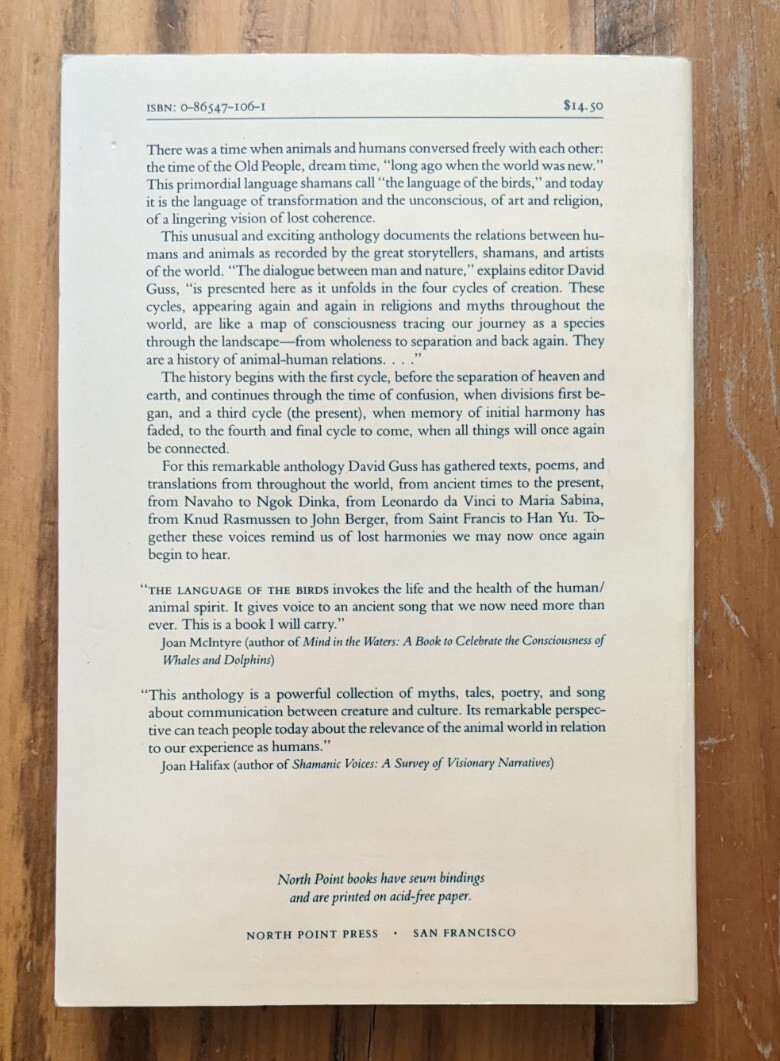 ISBN: 0-86547-106-1 $14.50
There was a time when animals and humans conversed freely with each other:
the time of the Old People, dream time, “long ago when the world was new.”
This primordial language shamans call “the language of the birds,” and today
it is the language of transformation and the unconscious, of art and religion,
of a lingering vision of lost coherence.
This unusual and exciting anthology documents the relations between hu-
mans and animals as recorded by the great storytellers, shamans, and artists
of the world. “The dialogue between man and nature,” explains editor David
Guss, “is presented here as it unfolds in the four cycles of creation. These
cycles, appearing again and again in religions and myths throughout the
world, are like a map of consciousness tracing our journey as a species
through the landscape—from wholeness to separation and back again. They
are a history of animal-human relations. . . .”
The history begins with the first cycle, before the separation of heaven and
earth, and continues through the time of confusion, when divisions first be-
gan, and a third cycle (the present), when memory of initial harmony has
faded, to the fourth and final cycle to come, when all things will once again
be connected.
For this remarkable anthology David Guss has gathered texts, poems, and
translations from throughout the world, from ancient times to the present,
from Navaho to Ngok Dinka, from Leonardo da Vinci to Maria Sabina,
from Knud Rasmussen to John Berger, from Saint Francis to Han Yu. To-
gether these voices remind us of lost harmonies we may now once again
begin to hear.
“THE LANGUAGE OF THE BIRDS invokes the life and the health of the human/
animal spirit. It gives voice to an ancient song that we now need more than
ever. This is a book I will carry.”
Joan McIntyre (author of Mind in the Waters: A Book to Celebrate the Consciousness of
Whales and Dolphins)
“This anthology is a powerful collection of myths, tales, poetry, and song
about communication between creature and culture. Its remarkable perspec-
tive can teach people today about the relevance of the animal world in relation
to our experience as humans.”
Joan Halifax (author of Shamanic Voices: A Survey of Visionary Narratives)
North Point books have sewn bindings
and are printed on acid-free paper.
NORTH POINT PRESS · SAN FRANCISCO